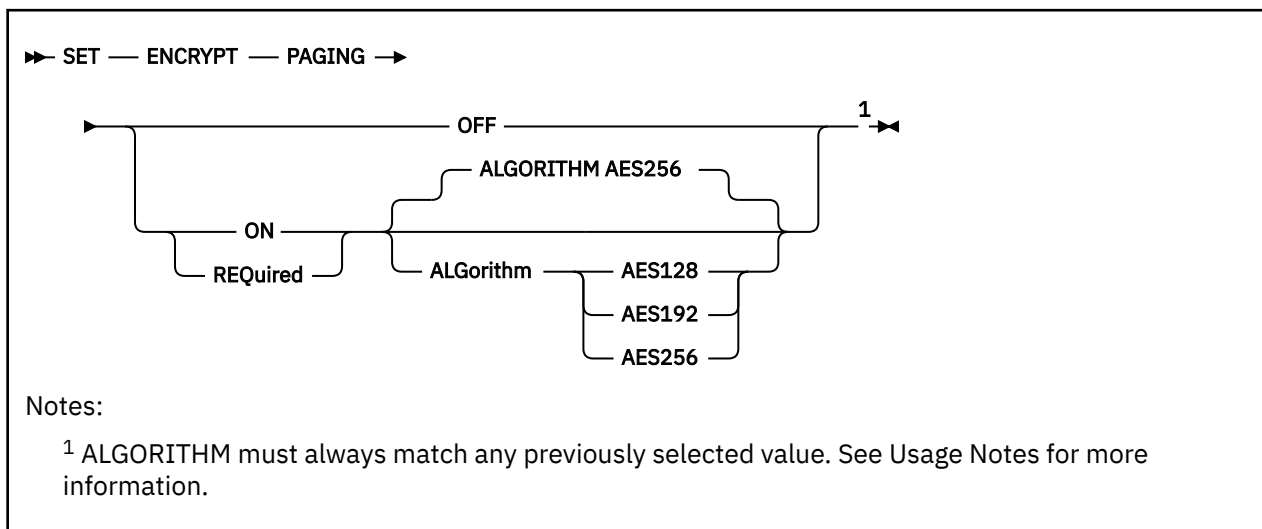 SET ENCRYPT PAGING
1
OFF
ALGORITHM AES256
ON
REQuired
ALGorithm
AES128
AES192
AES256
Notes:
1 ALGORITHM must always match any previously selected value. See Usage Notes for more
information.